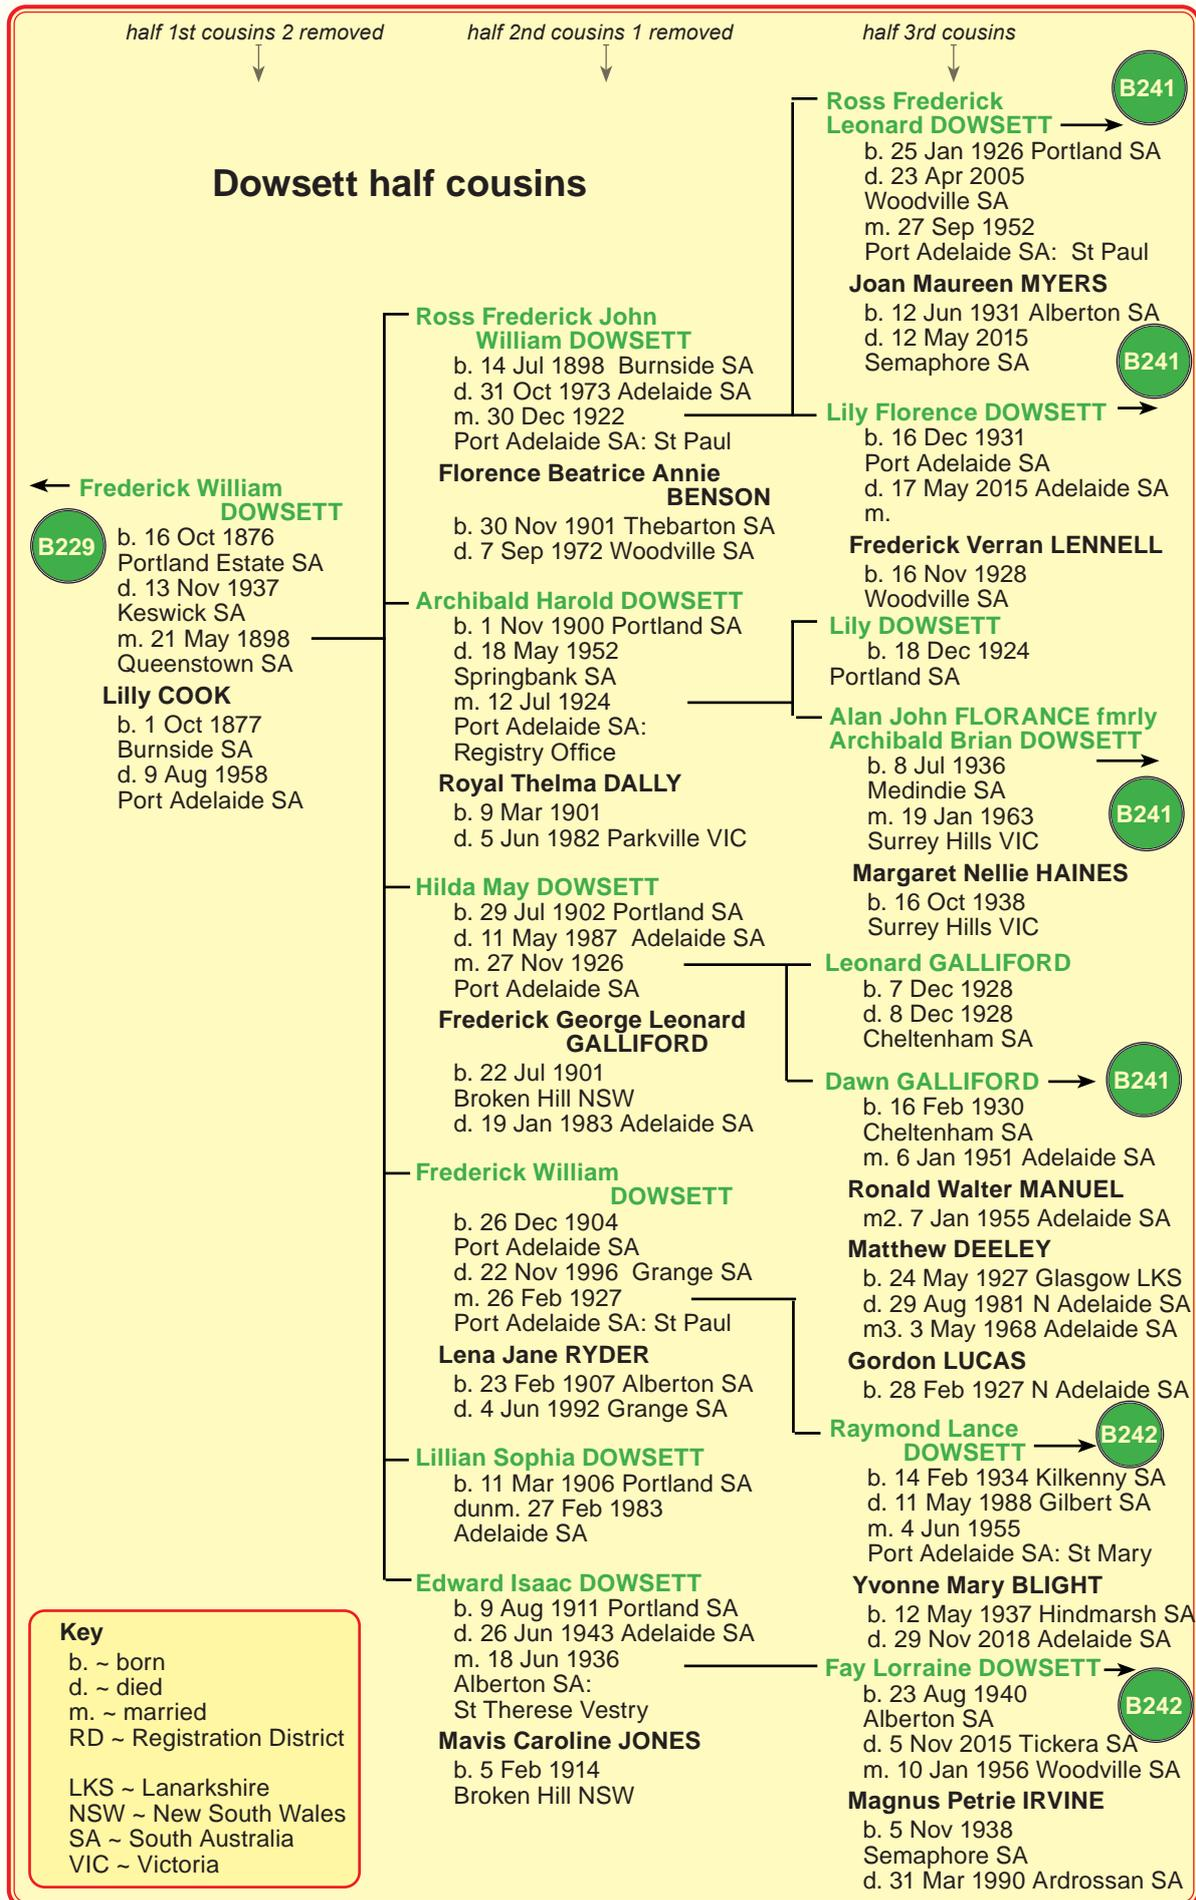 half 1st cousins 2 removed
half 2nd cousins 1 removed
half 3rd cousins
Dowsett half cousins
Frederick William
DOWSETT
B229
b. 16 Oct 1876
Portland Estate SA
d. 13 Nov 1937
Keswick SA
m. 21 May 1898
Queenstown SA
Lilly COOK
b. 1 Oct 1877
Burnside SA
d. 9 Aug 1958
Port Adelaide SA
Ross Frederick John
William DOWSETT
b. 14 Jul 1898 Burnside SA
d. 31 Oct 1973 Adelaide SA
m. 30 Dec 1922
Port Adelaide SA: St Paul
Florence Beatrice Annie
BENSON
b. 30 Nov 1901 Thebarton SA
d. 7 Sep 1972 Woodville SA
Archibald Harold DOWSETT
b. 1 Nov 1900 Portland SA
d. 18 May 1952
Springbank SA
m. 12 Jul 1924
Port Adelaide SA:
Registry Office
Royal Thelma DALLY
b. 9 Mar 1901
d. 5 Jun 1982 Parkville VIC
Hilda May DOWSETT
b. 29 Jul 1902 Portland SA
d. 11 May 1987 Adelaide SA
m. 27 Nov 1926
Port Adelaide SA
Frederick George Leonard
GALLIFORD
b. 22 Jul 1901
Broken Hill NSW
d. 19 Jan 1983 Adelaide SA
Frederick William
DOWSETT
b. 26 Dec 1904
Port Adelaide SA
d. 22 Nov 1996 Grange SA
m. 26 Feb 1927
Port Adelaide SA: St Paul
Lena Jane RYDER
b. 23 Feb 1907 Alberton SA
d. 4 Jun 1992 Grange SA
Lillian Sophia DOWSETT
b. 11 Mar 1906 Portland SA
dunm. 27 Feb 1983
Adelaide SA
Edward Isaac DOWSETT
b. 9 Aug 1911 Portland SA
d. 26 Jun 1943 Adelaide SA
m. 18 Jun 1936
Alberton SA:
St Therese Vestry
Mavis Caroline JONES
b. 5 Feb 1914
Broken Hill NSW
B241
Ross Frederick
Leonard DOWSETT
b. 25 Jan 1926 Portland SA
d. 23 Apr 2005
Woodville SA
m. 27 Sep 1952
Port Adelaide SA: St Paul
Joan Maureen MYERS
b. 12 Jun 1931 Alberton SA
d. 12 May 2015
Semaphore SA
B241
Lily Florence DOWSETT
b. 16 Dec 1931
Port Adelaide SA
d. 17 May 2015 Adelaide SA
m.
Frederick Verran LENNELL
b. 16 Nov 1928
Woodville SA
Lily DOWSETT
b. 18 Dec 1924
Portland SA
Alan John FLORANCE fmrly
Archibald Brian DOWSETT
b. 8 Jul 1936
Medindie SA
m. 19 Jan 1963
Surrey Hills VIC
B241
Margaret Nellie HAINES
b. 16 Oct 1938
Surrey Hills VIC
Leonard GALLIFORD
b. 7 Dec 1928
d. 8 Dec 1928
Cheltenham SA
Dawn GALLIFORD
B241
b. 16 Feb 1930
Cheltenham SA
m. 6 Jan 1951 Adelaide SA
Ronald Walter MANUEL
m2. 7 Jan 1955 Adelaide SA
Matthew DEELEY
b. 24 May 1927 Glasgow LKS
d. 29 Aug 1981 N Adelaide SA
m3. 3 May 1968 Adelaide SA
Gordon LUCAS
b. 28 Feb 1927 N Adelaide SA
Raymond Lance
DOWSETT
B242
b. 14 Feb 1934 Kilkenny SA
d. 11 May 1988 Gilbert SA
m. 4 Jun 1955
Port Adelaide SA: St Mary
Yvonne Mary BLIGHT
b. 12 May 1937 Hindmarsh SA
d. 29 Nov 2018 Adelaide SA
Fay Lorraine DOWSETT
b. 23 Aug 1940
Alberton SA
B242
d. 5 Nov 2015 Tickera SA
m. 10 Jan 1956 Woodville SA
Magnus Petrie IRVINE
b. 5 Nov 1938
Semaphore SA
d. 31 Mar 1990 Ardrossan SA
Key
b. ~ born
d. ~ died
m. ~ married
RD ~ Registration District
LKS ~ Lanarkshire
NSW ~ New South Wales
SA ~ South Australia
VIC ~ Victoria